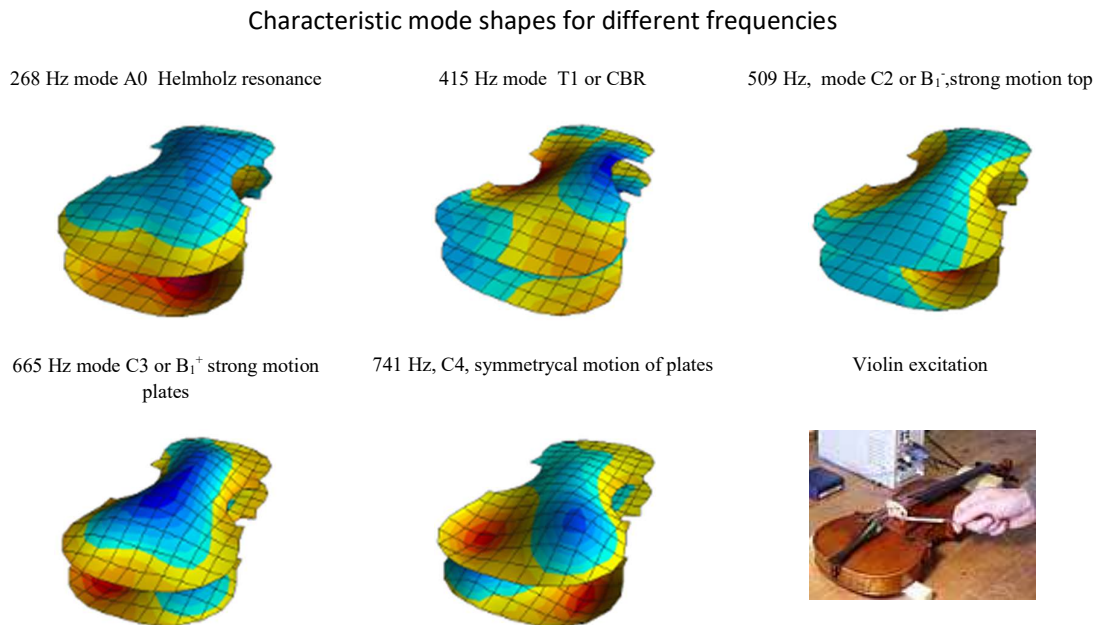 Characteristic mode shapes for different frequencies
268 Hz mode A0  Helmholz resonance
415 Hz mode  T1 or CBR
509 Hz,  mode C2 or B₁⁻,strong motion top
665 Hz mode C3 or B₁⁺ strong motion
plates
741 Hz, C4, symmetrycal motion of plates
Violin excitation